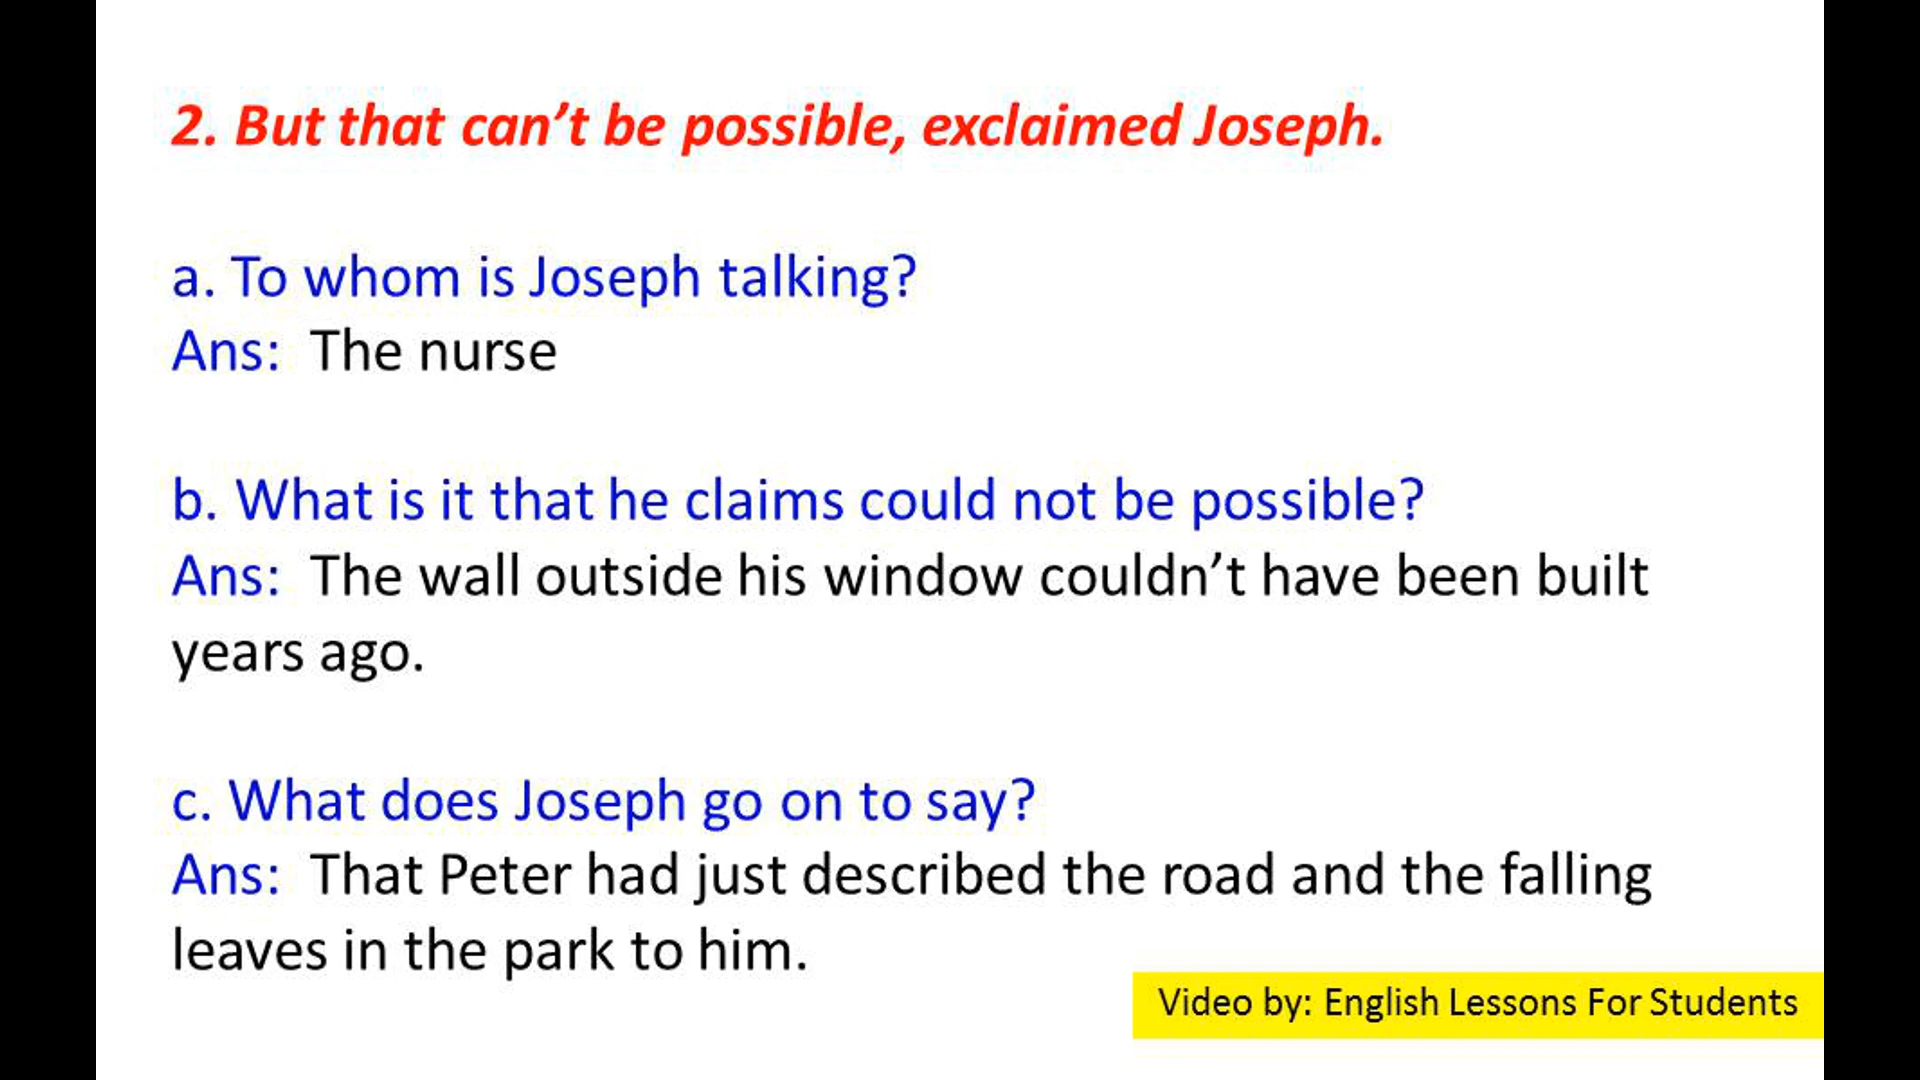 2. But that can’t be possible, exclaimed Joseph.
a. To whom is Joseph talking?
Ans: The nurse
b. What is it that he claims could not be possible?
Ans: The wall outside his window couldn’t have been built
years ago.
c. What does Joseph go on to say?
Ans: That Peter had just described the road and the falling
leaves in the park to him.
Video by: English Lessons For Students